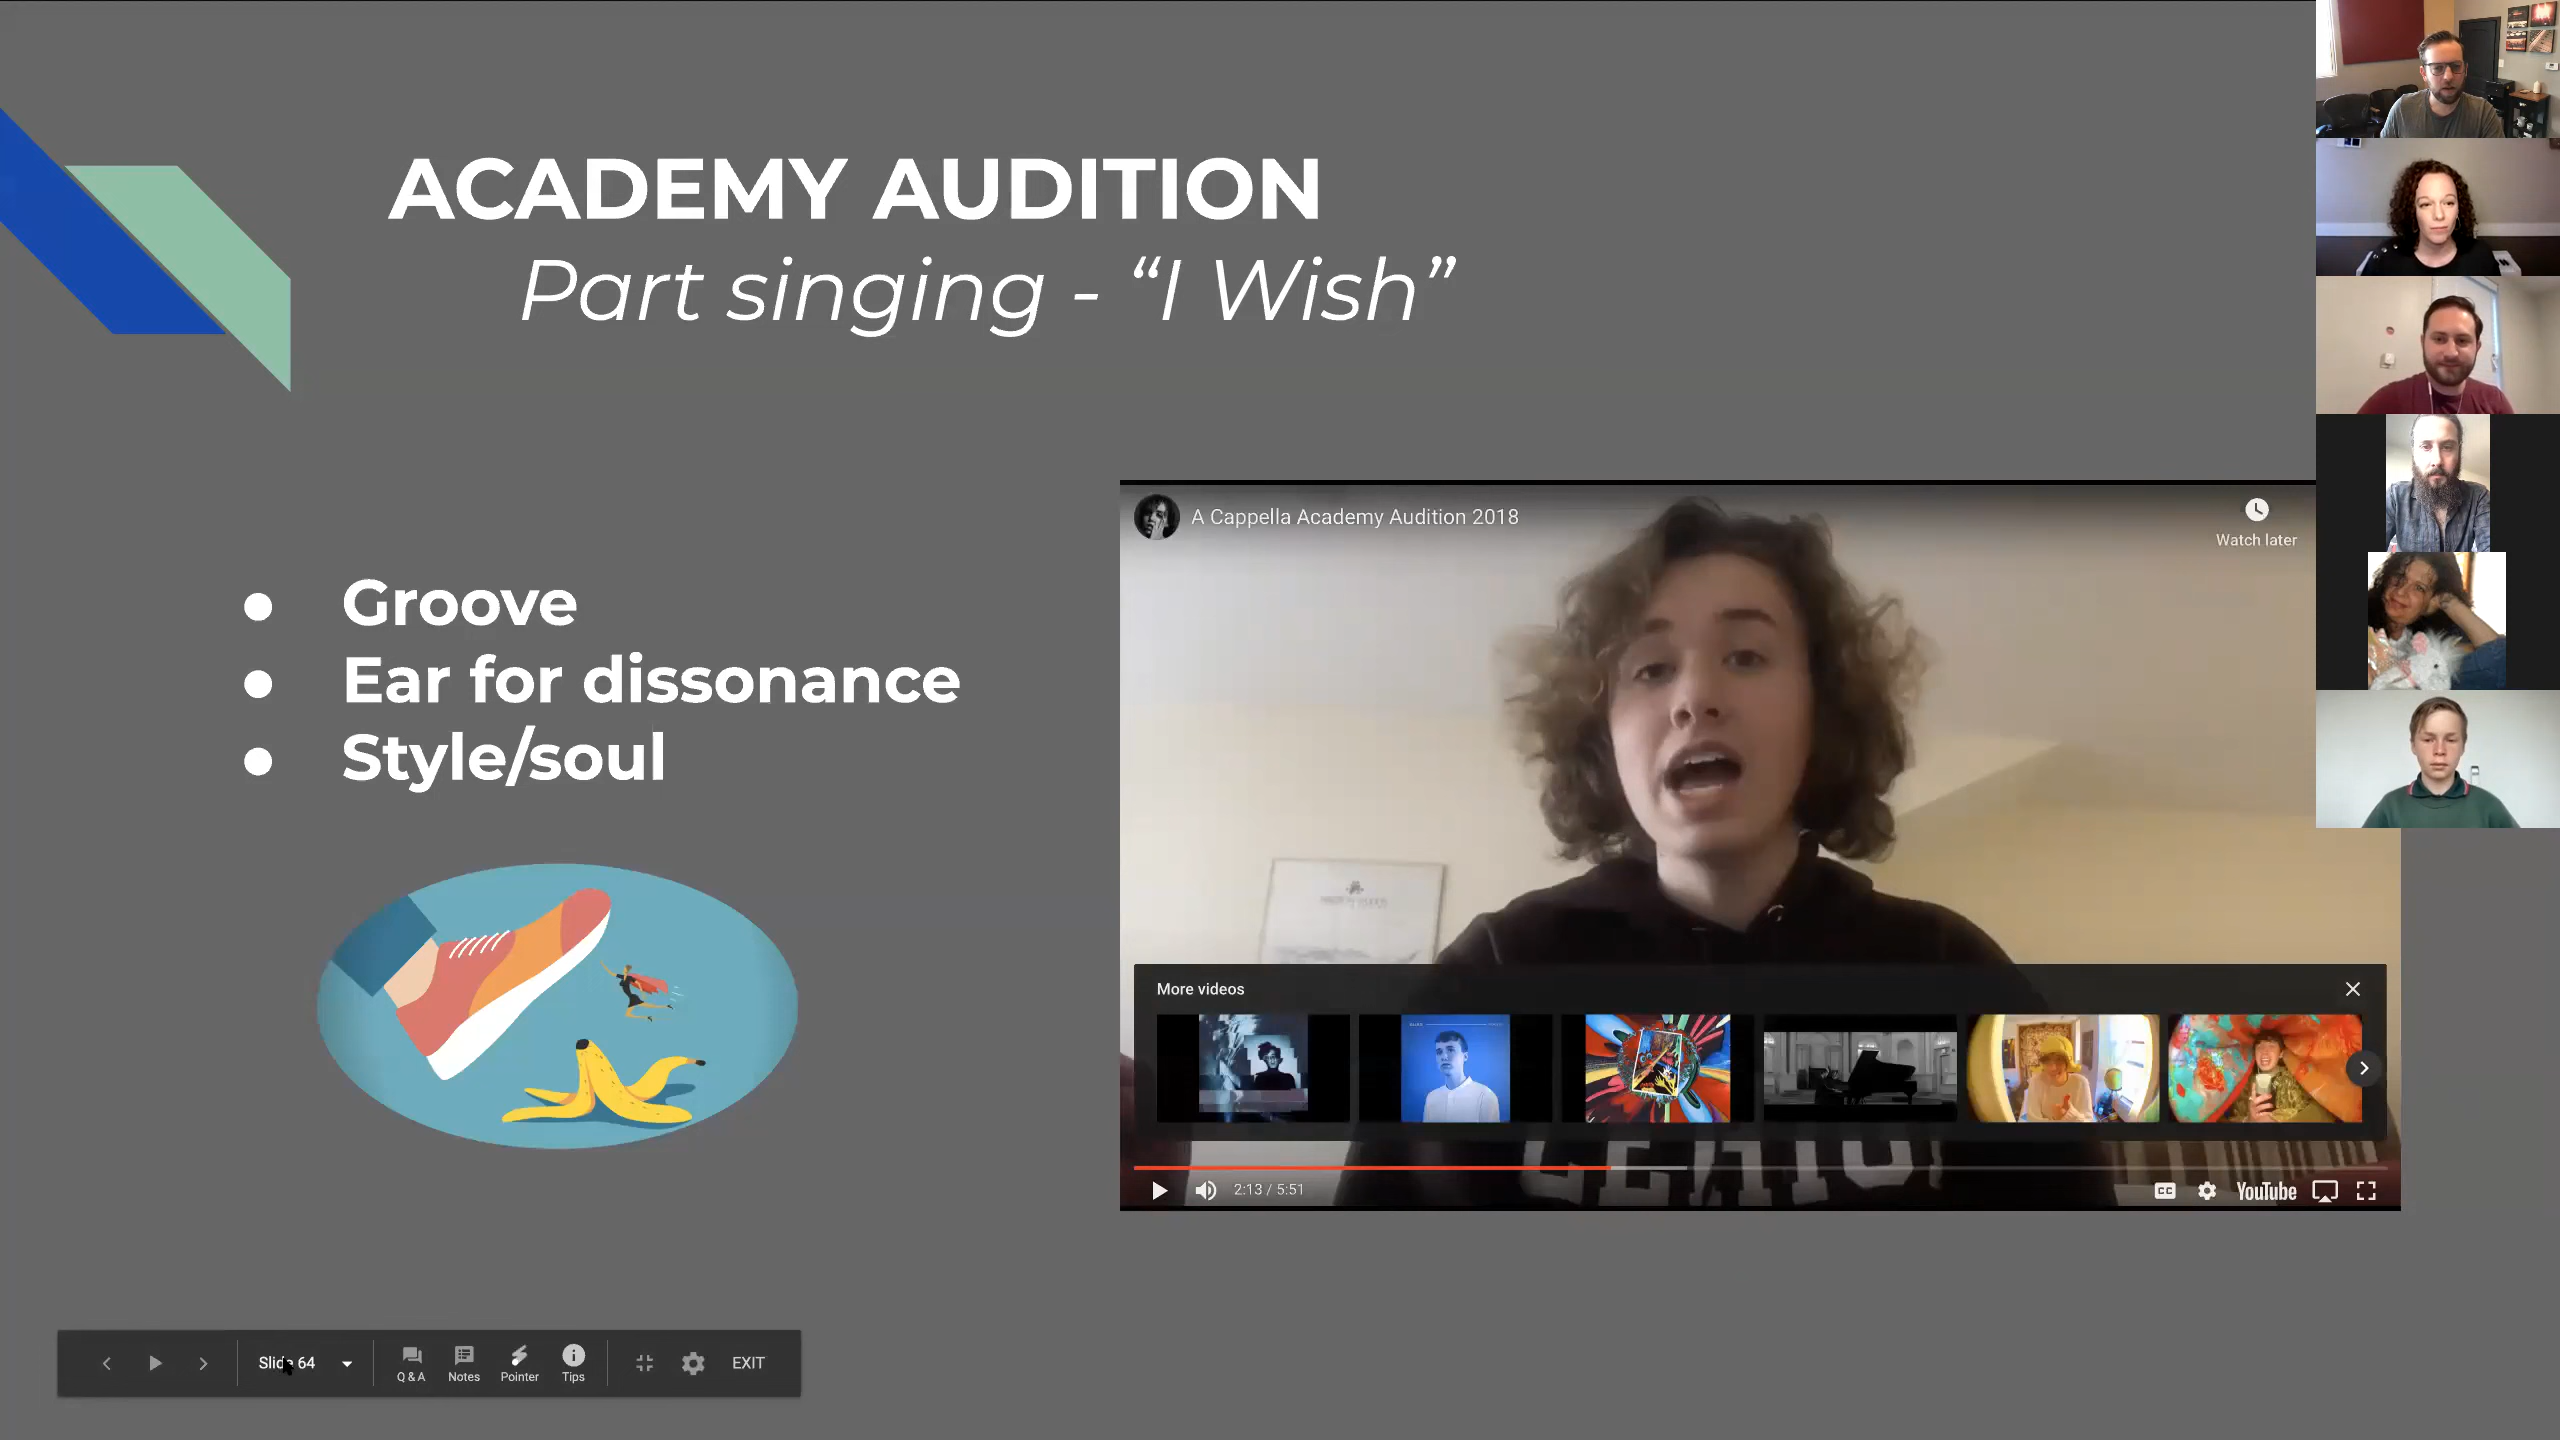 ACADEMY AUDITION
Part singing - “I Wish”
● Groove
● Ear for dissonance
● Style/soul
A Cappella Academy Audition 2018
Watch later
More videos
2:13 / 5:51
YouTube
CC
Slide 64
Q & A
Notes
Pointer
Tips
EXIT